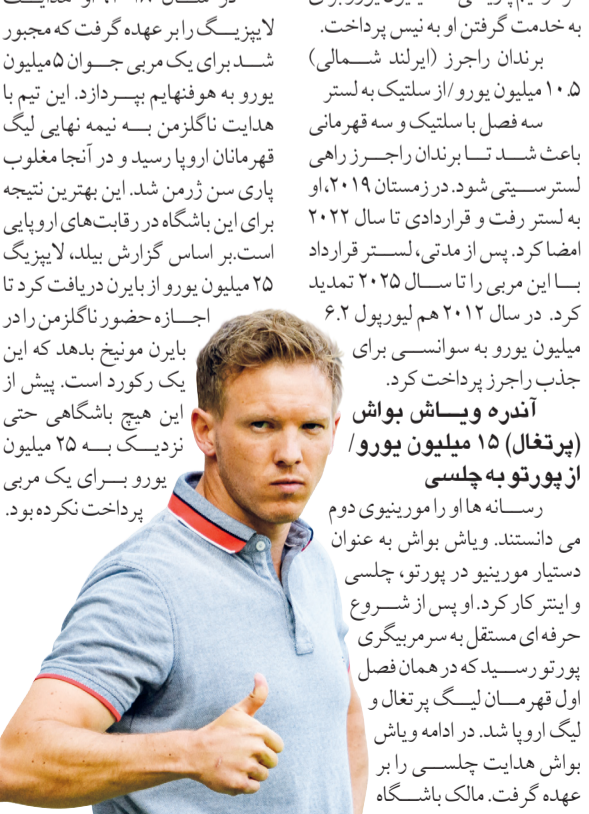 به خدمت گرفتن او به نیس پرداخت.
برندان راجرز (ایرلند شمالی)
۱۰.۵ میلیون یورو/ از سلتیک به لستر
سه فصل با سلتیک و سه قهرمانی
باعث شد تا برندان راجرز راهی
لسترسیتی شود. در زمستان ۲۰۱۹، او
به لستر رفت و قراردادی تا سال ۲۰۲۲
امضا کرد. پس از مدتی، لستر قرارداد
با این مربی را تا سال ۲۰۲۵ تمدید
کرد. در سال ۲۰۱۲ هم لیورپول ۶.۲
میلیون یورو به سوانسی برای
جذب راجرز پرداخت کرد.
آندره ویاش بواش
(پرتغال) ۱۵ میلیون یورو/
از پورتو به چلسی
رسانه ها او را مورینیوی دوم
می دانستند. ویاش بواش به عنوان
دستیار مورینیو در پورتو، چلسی
و اینتر کار کرد. او پس از شروع
حرفه ای مستقل به سرمربیگری
پورتو رسید که در همان فصل
اول قهرمان لیگ پرتغال و
لیگ اروپا شد. در ادامه ویاش
بواش هدایت چلسی را بر
عهده گرفت. مالک باشگاه
لایپزیگ را بر عهده گرفت که مجبور
شد برای یک مربی جوان ۵ میلیون
یورو به هوفنهایم بپردازد. این تیم با
هدایت ناگلزمن به نیمه نهایی لیگ
قهرمانان اروپا رسید و در آنجا مغلوب
پاری سن ژرمن شد. این بهترین نتیجه
برای این باشگاه در رقابت‌های اروپایی
است.بر اساس گزارش بیلد، لایپزیگ
۲۵ میلیون یورو از بایرن دریافت کرد تا
اجازه حضور ناگلزمن را در
بایرن مونیخ بدهد که این
یک رکورد است. پیش از
این هیچ باشگاهی حتی
نزدیک به ۲۵ میلیون
یورو برای یک مربی
پرداخت نکرده بود.